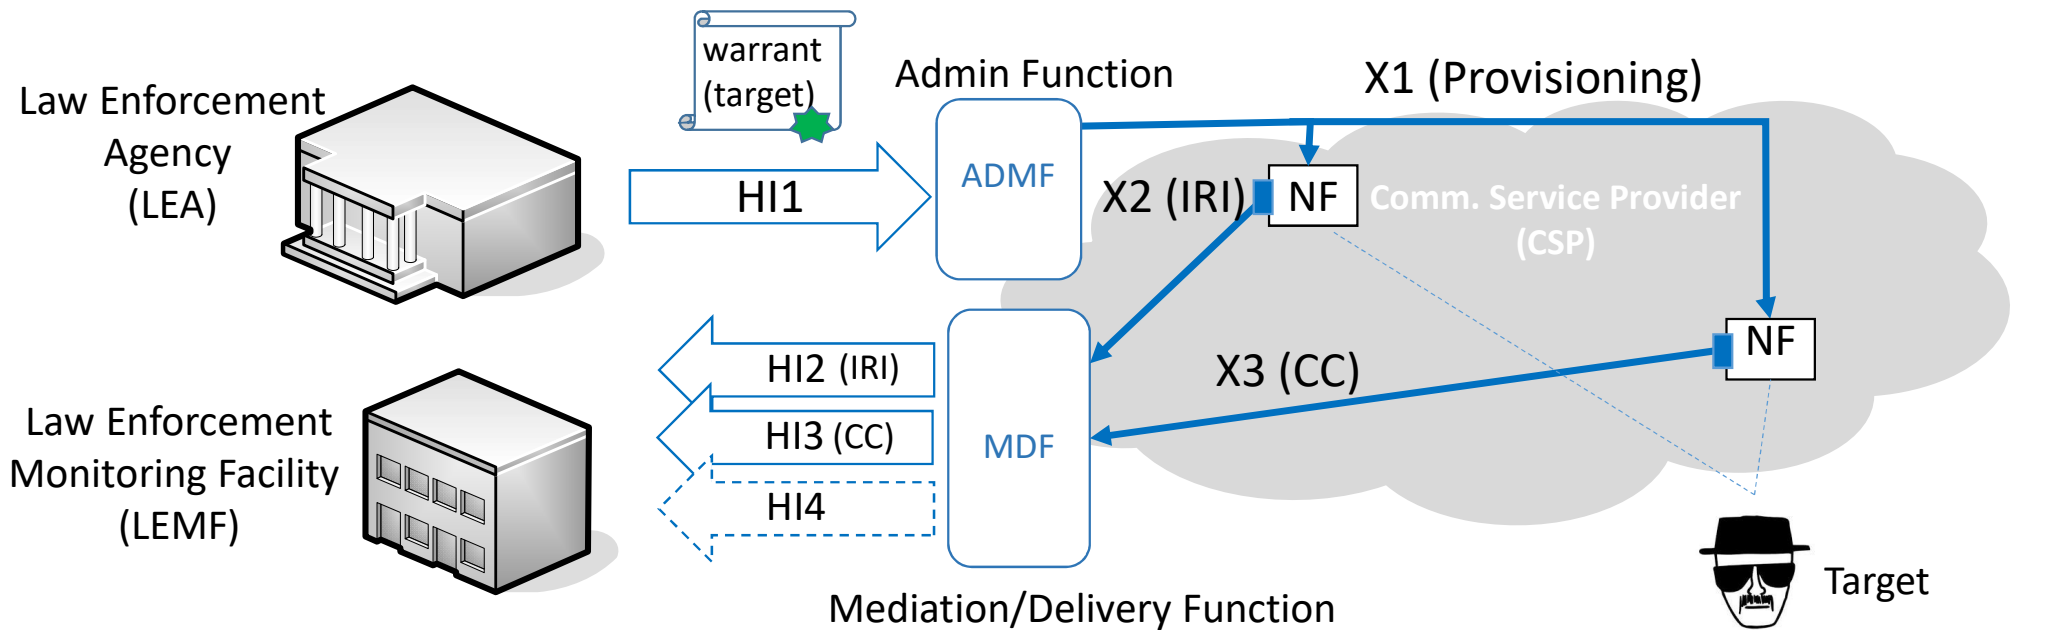 warrant
(target)
Admin Function
X1 (Provisioning)
Law Enforcement
Agency
(LEA)
HI1
ADMF
X2 (IRI)
NF
Comm. Service Provider
(CSP)
NF
HI2 (IRI)
X3 (CC)
HI3 (CC)
MDF
HI4
Law Enforcement
Monitoring Facility
(LEMF)
Target
Mediation/Delivery Function